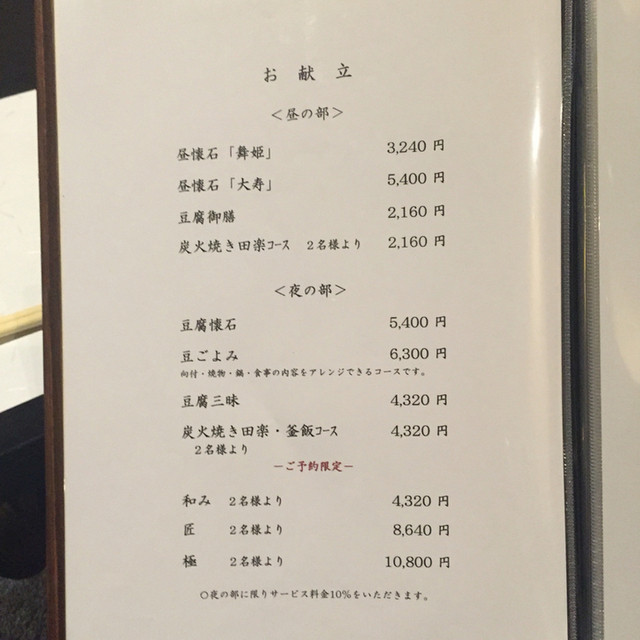 お献立
＜昼の部＞
昼懐石「舞姫」 3,240 円
昼懐石「大寿」 5,400 円
豆腐御膳 2,160 円
炭火焼き田楽ｺｰｽ 2名様より 2,160 円
＜夜の部＞
豆腐懐石 5,400 円
豆ごよみ 6,300 円
向付・焼物・鍋・食事の内容をアレンジできるコースです。
豆腐三昧 4,320 円
炭火焼き田楽・釜飯ｺｰｽ 4,320 円
2名様より
－ご予約限定－
和み 2名様より 4,320 円
匠 2名様より 8,640 円
極 2名様より 10,800 円
○夜の部に限りサービス料金10%をいただきます。